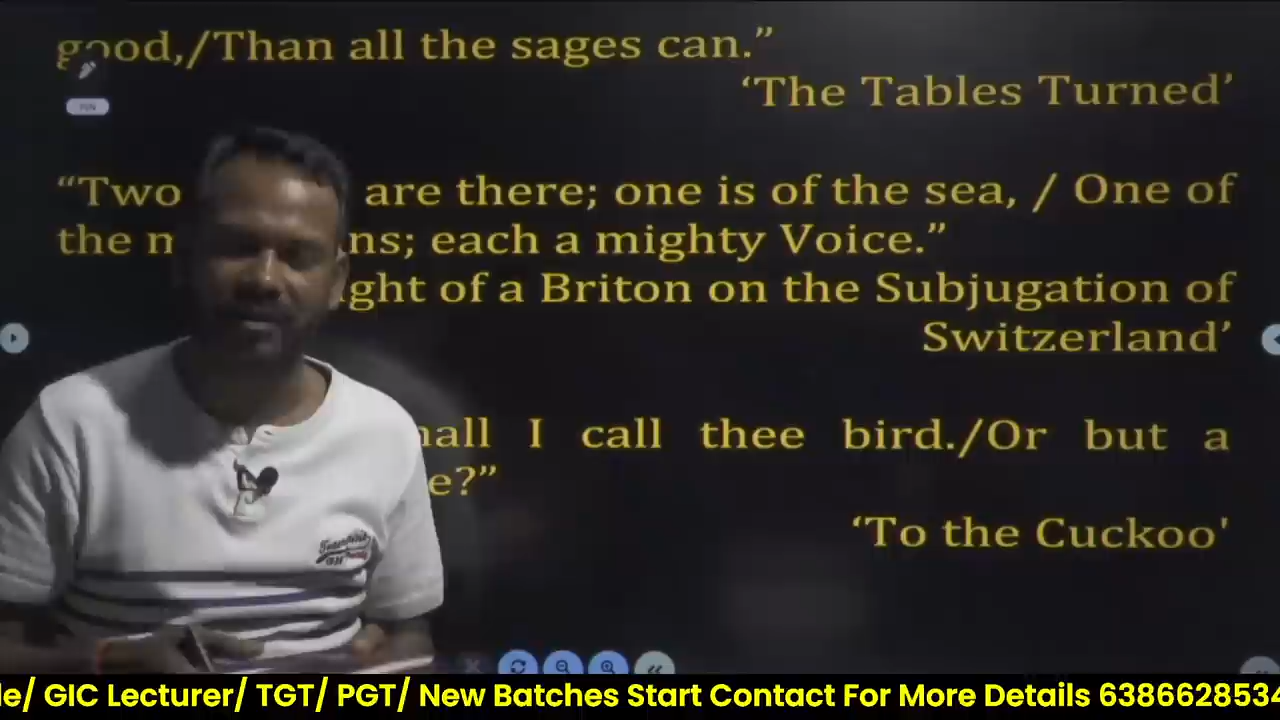 good,/Than all the sages can.”
‘The Tables Turned’
“Two are there; one is of the sea, / One of
the ns; each a mighty Voice.”
ght of a Briton on the Subjugation of
Switzerland’
hall I call thee bird./Or but a
e?”
‘To the Cuckoo'
le/ GIC Lecturer/ TGT/ PGT/ New Batches Start Contact For More Details 6386628534